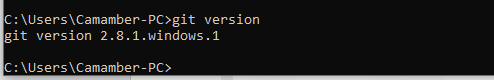 C:\Users\Camamber-PC>git version
git version 2.8.1.windows.1
C:\Users\Camamber-PC>